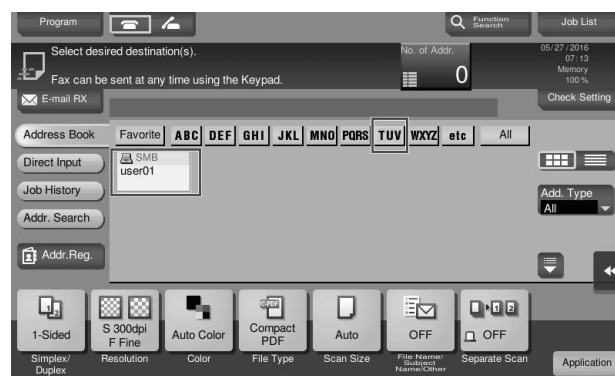 Program
Function
Search
Job List
Select desired destination(s).
No. of Addr.
0
05/27/2016
07:13
Memory
100%
Fax can be sent at any time using the Keypad.
E-mail RX
Check Setting
Address Book
Favorite ABC DEF GHI JKL MNO PQRS TUV WXYZ etc All
SMB
user01
Direct Input
Job History
Addr. Search
Addr.Reg.
Add. Type
All
1-Sided
S 300dpi
F Fine
Auto Color
Compact
PDF
Auto
OFF
OFF
Simplex/
Duplex
Resolution
Color
File Type
Scan Size
File Name/
Subject
Name/Other
Separate Scan
Application